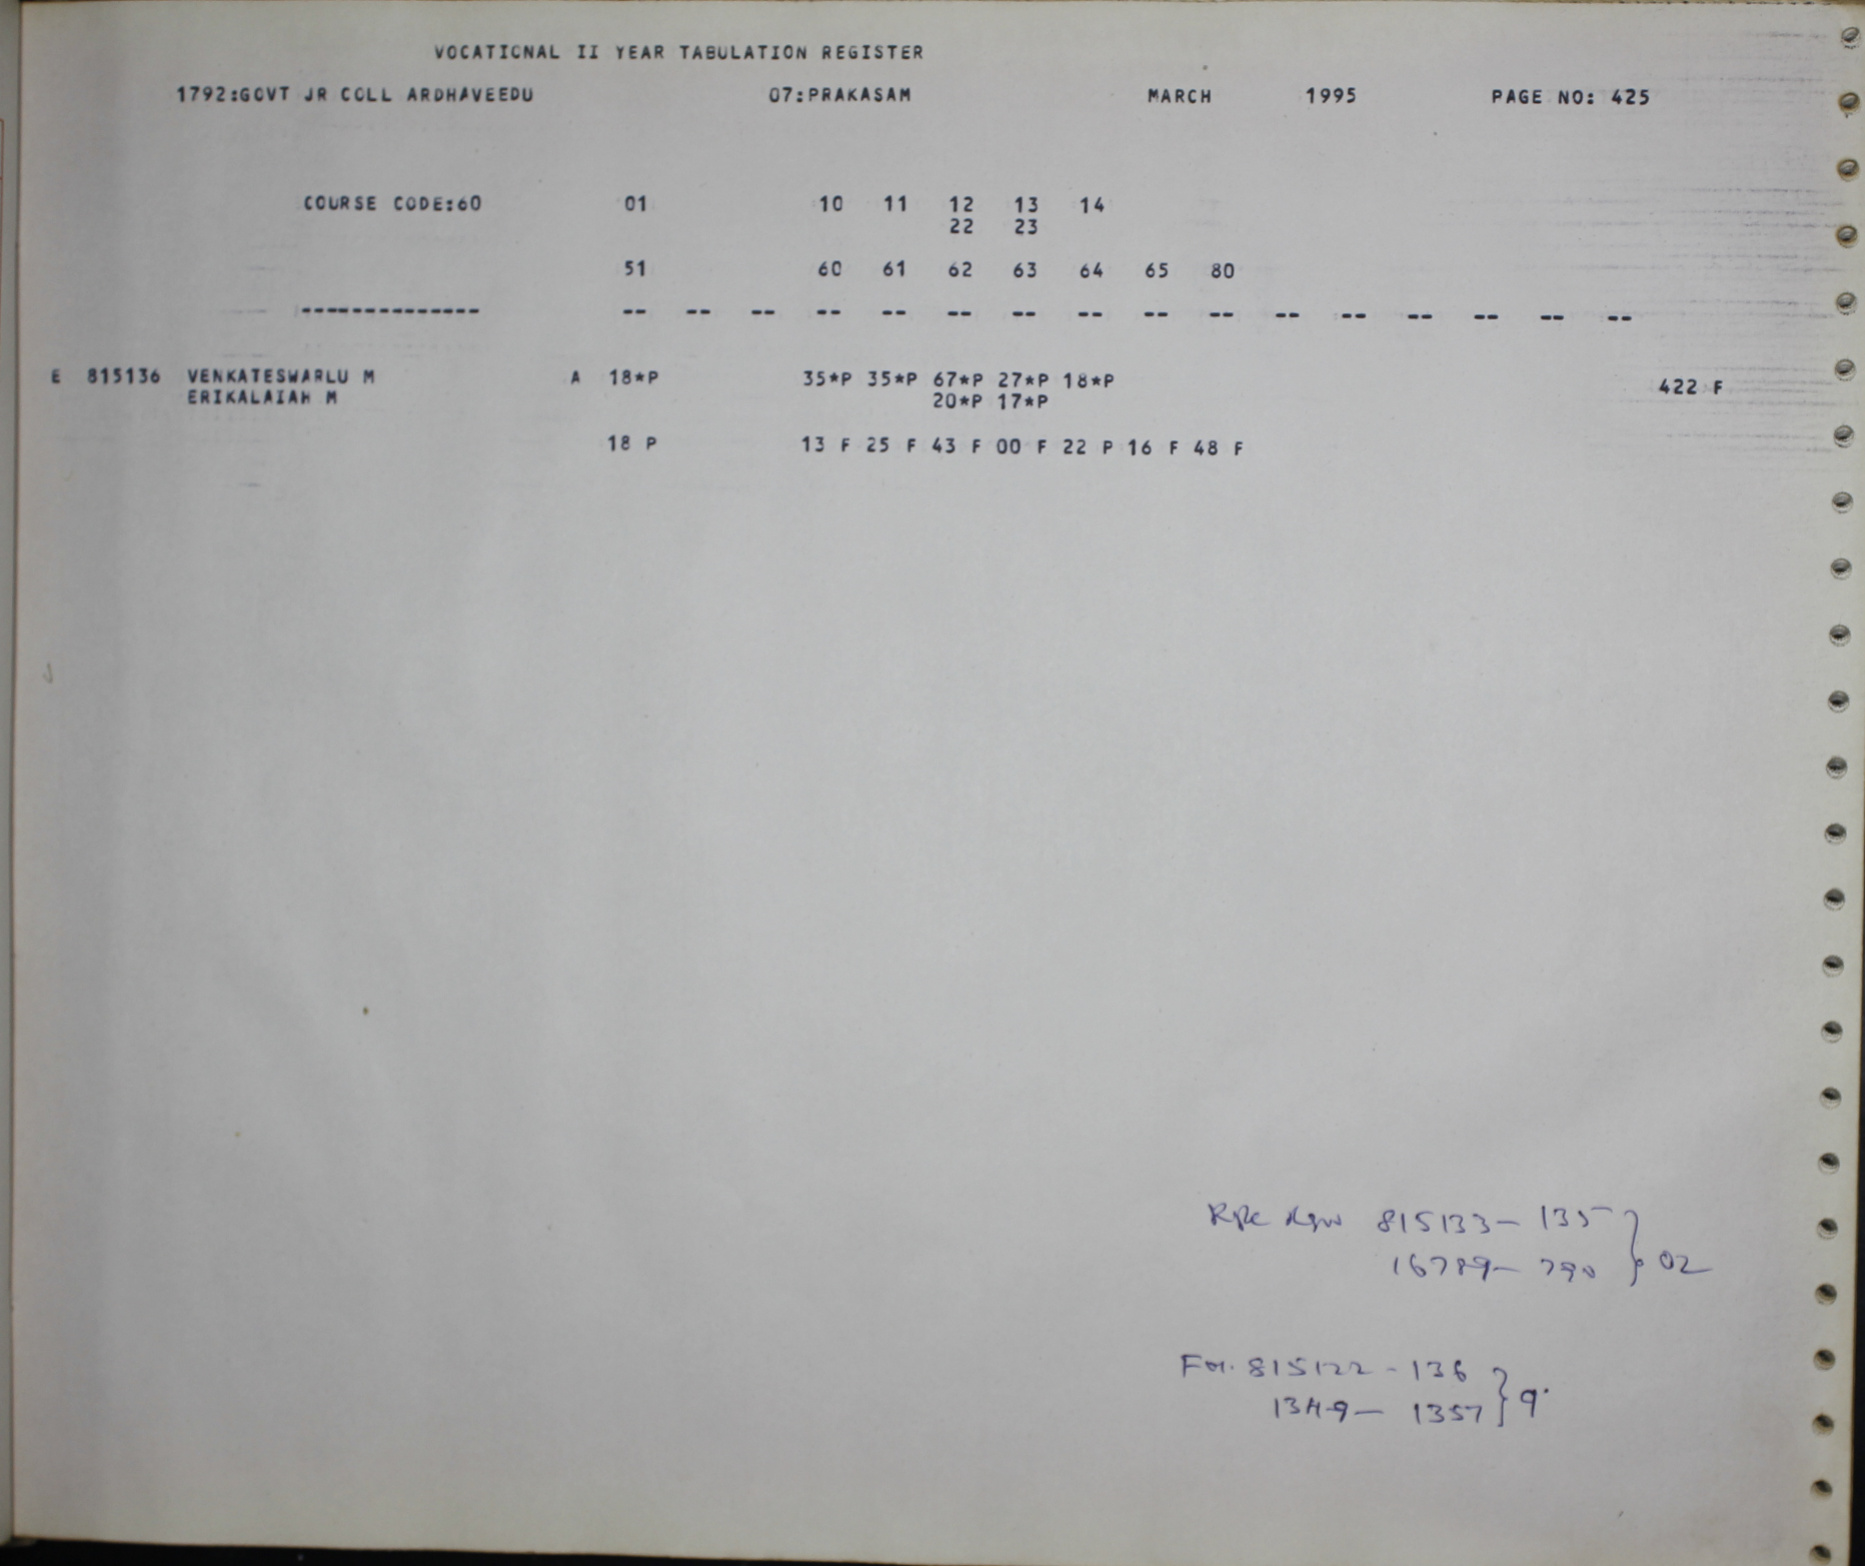 VOCATIONAL II YEAR TABULATION REGISTER
1792:GOVT JR COLL ARDHAVEEDU 07:PRAKASAM MARCH 1995 PAGE NO: 425
COURSE CODE:60 01 10 11 12 13 14
22 23
51 60 61 62 63 64 65 80
-------------- -- -- -- -- -- -- -- -- -- -- -- -- -- -- -- --
E 815136 VENKATESWARLU M A 18*P 35*P 35*P 67*P 27*P 18*P 422 F
ERIKALAIAH M 20*P 17*P
18 P 13 F 25 F 43 F 00 F 22 P 16 F 48 F
815133 - 135
16789 - 790 } 02
For. 815122 - 136
1349 - 1357 } 9.